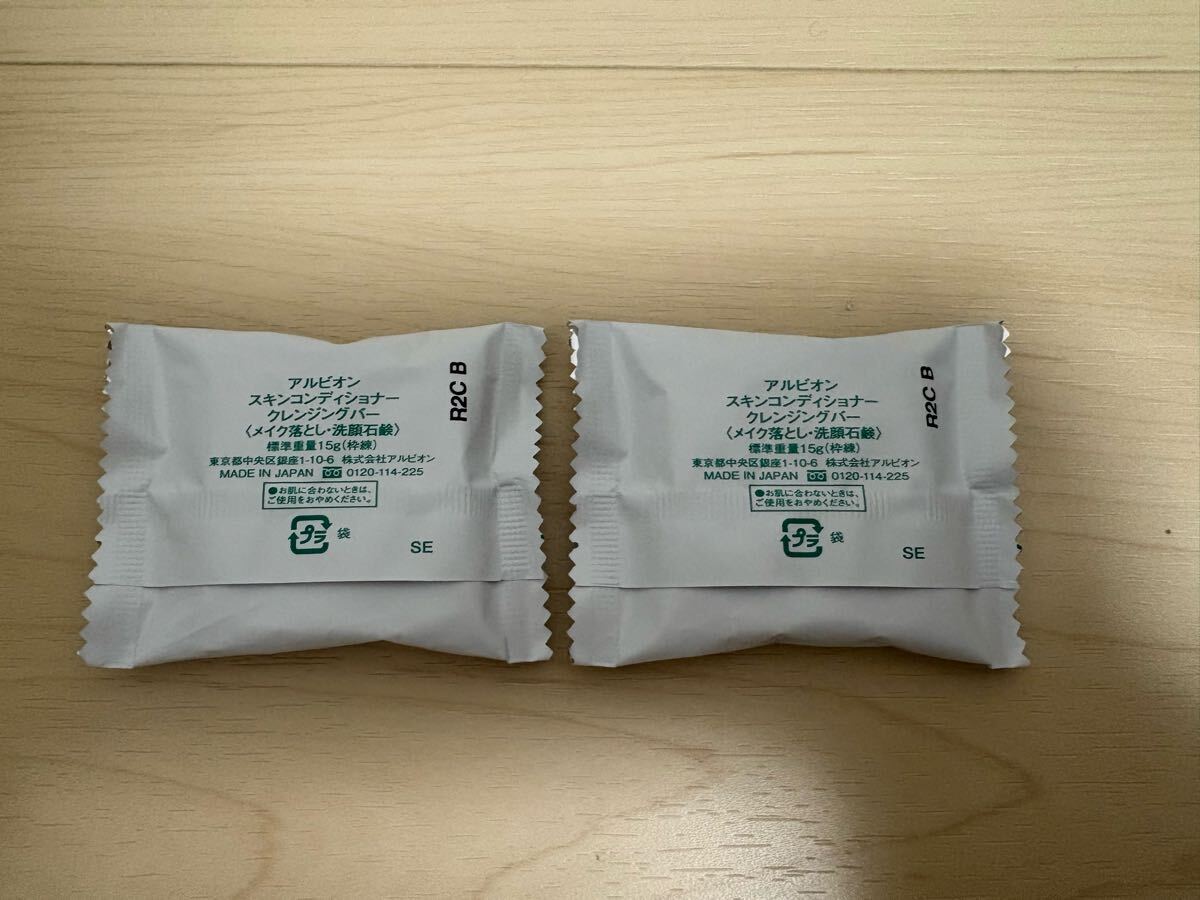 アルビオン
スキンコンディショナー
クレンジングバー
〈メイク落とし・洗顔石鹸〉
標準重量15g(枠練)
東京都中央区銀座1-10-6 株式会社アルビオン
MADE IN JAPAN 0120-114-225
●お肌に合わないときは、
ご使用をおやめください。
プラ 袋
SE
R2C B
アルビオン
スキンコンディショナー
クレンジングバー
〈メイク落とし・洗顔石鹸〉
標準重量15g(枠練)
東京都中央区銀座1-10-6 株式会社アルビオン
MADE IN JAPAN 0120-114-225
●お肌に合わないときは、
ご使用をおやめください。
プラ 袋
SE
R2C B